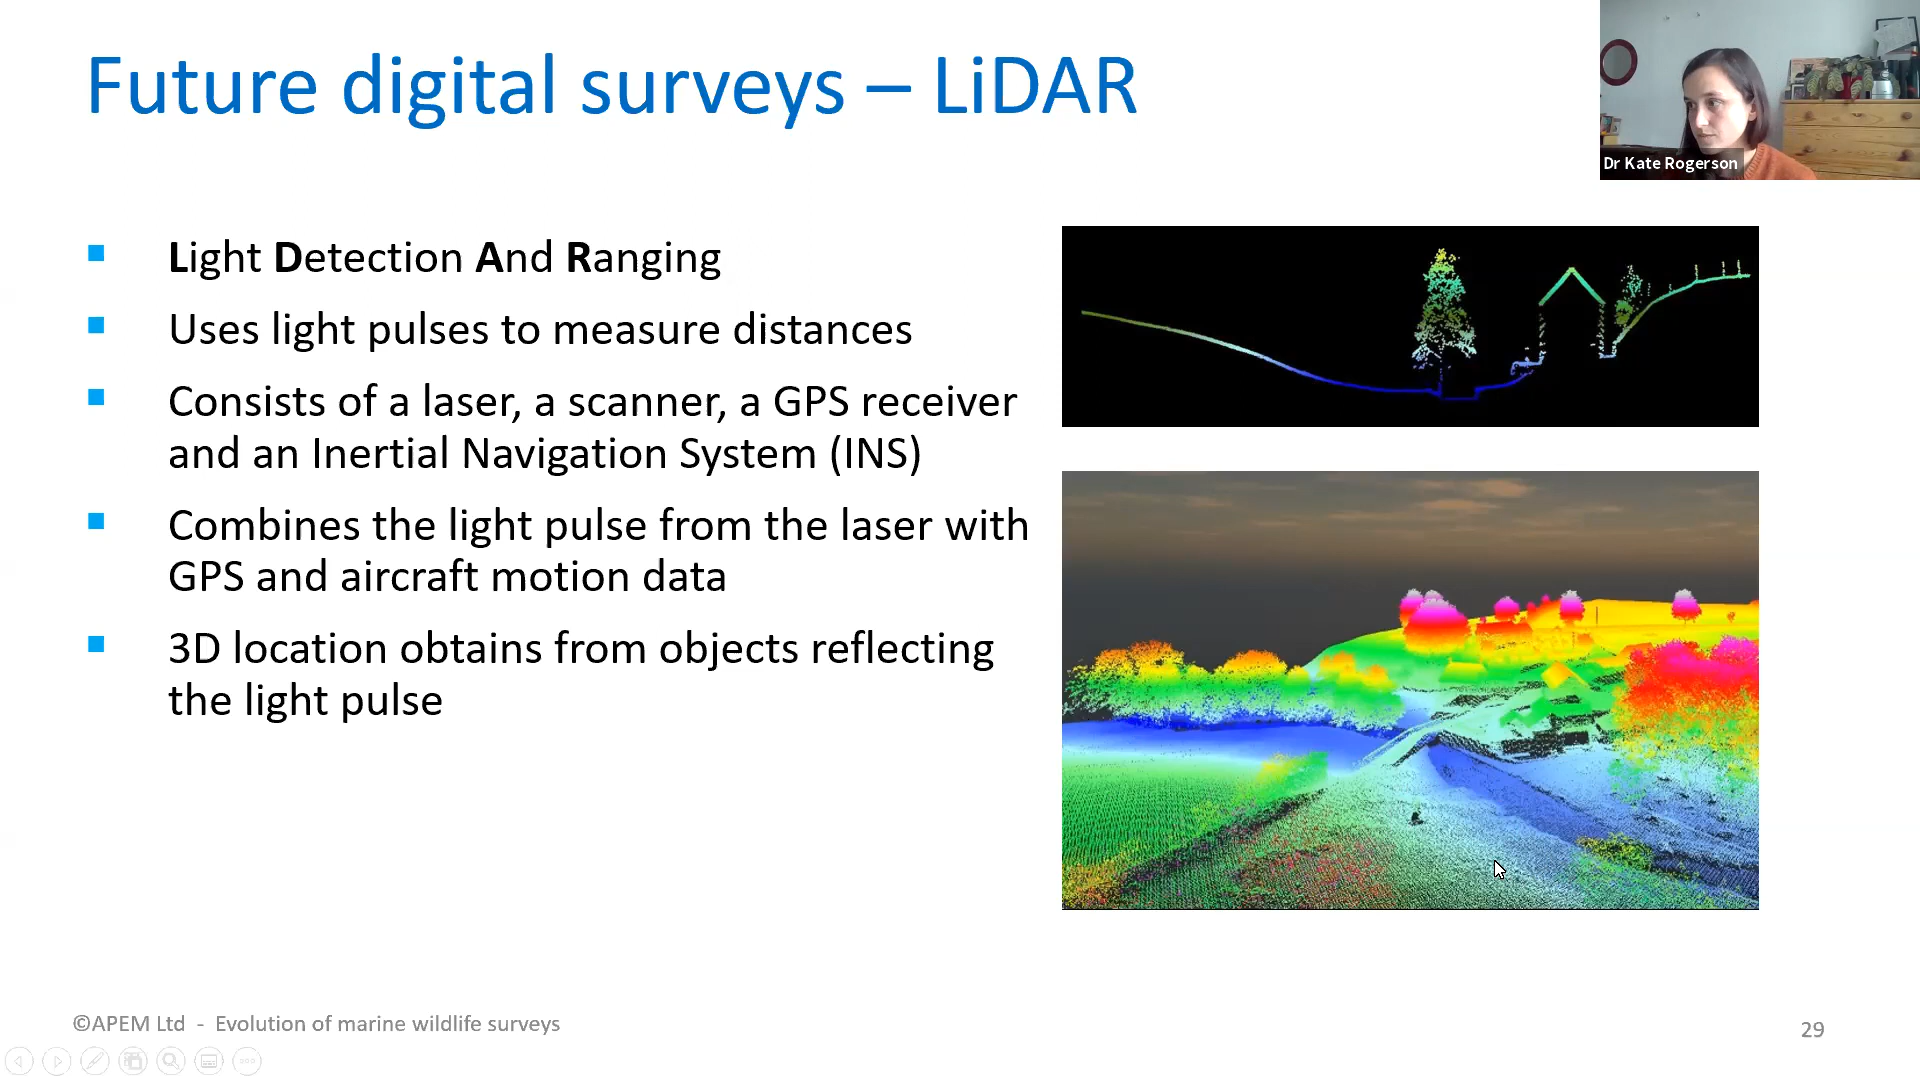 Future digital surveys – LiDAR
Dr Kate Rogerson
Light Detection And Ranging
Uses light pulses to measure distances
Consists of a laser, a scanner, a GPS receiver
and an Inertial Navigation System (INS)
Combines the light pulse from the laser with
GPS and aircraft motion data
3D location obtains from objects reflecting
the light pulse
©APEM Ltd - Evolution of marine wildlife surveys
29